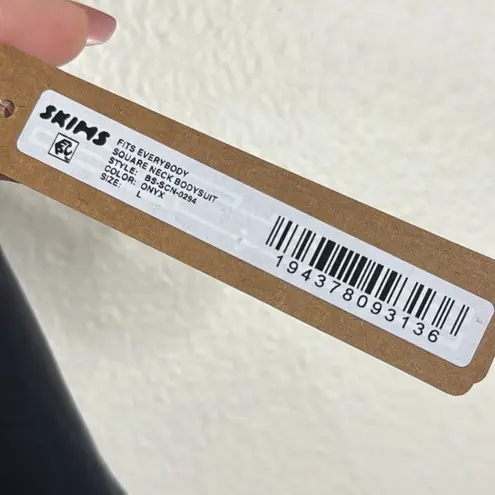 SKIMS
FITS EVERYBODY
SQUARE NECK BODYSUIT
STYLE: BS-SCN-0294
COLOR: ONYX
SIZE: L
194378093136